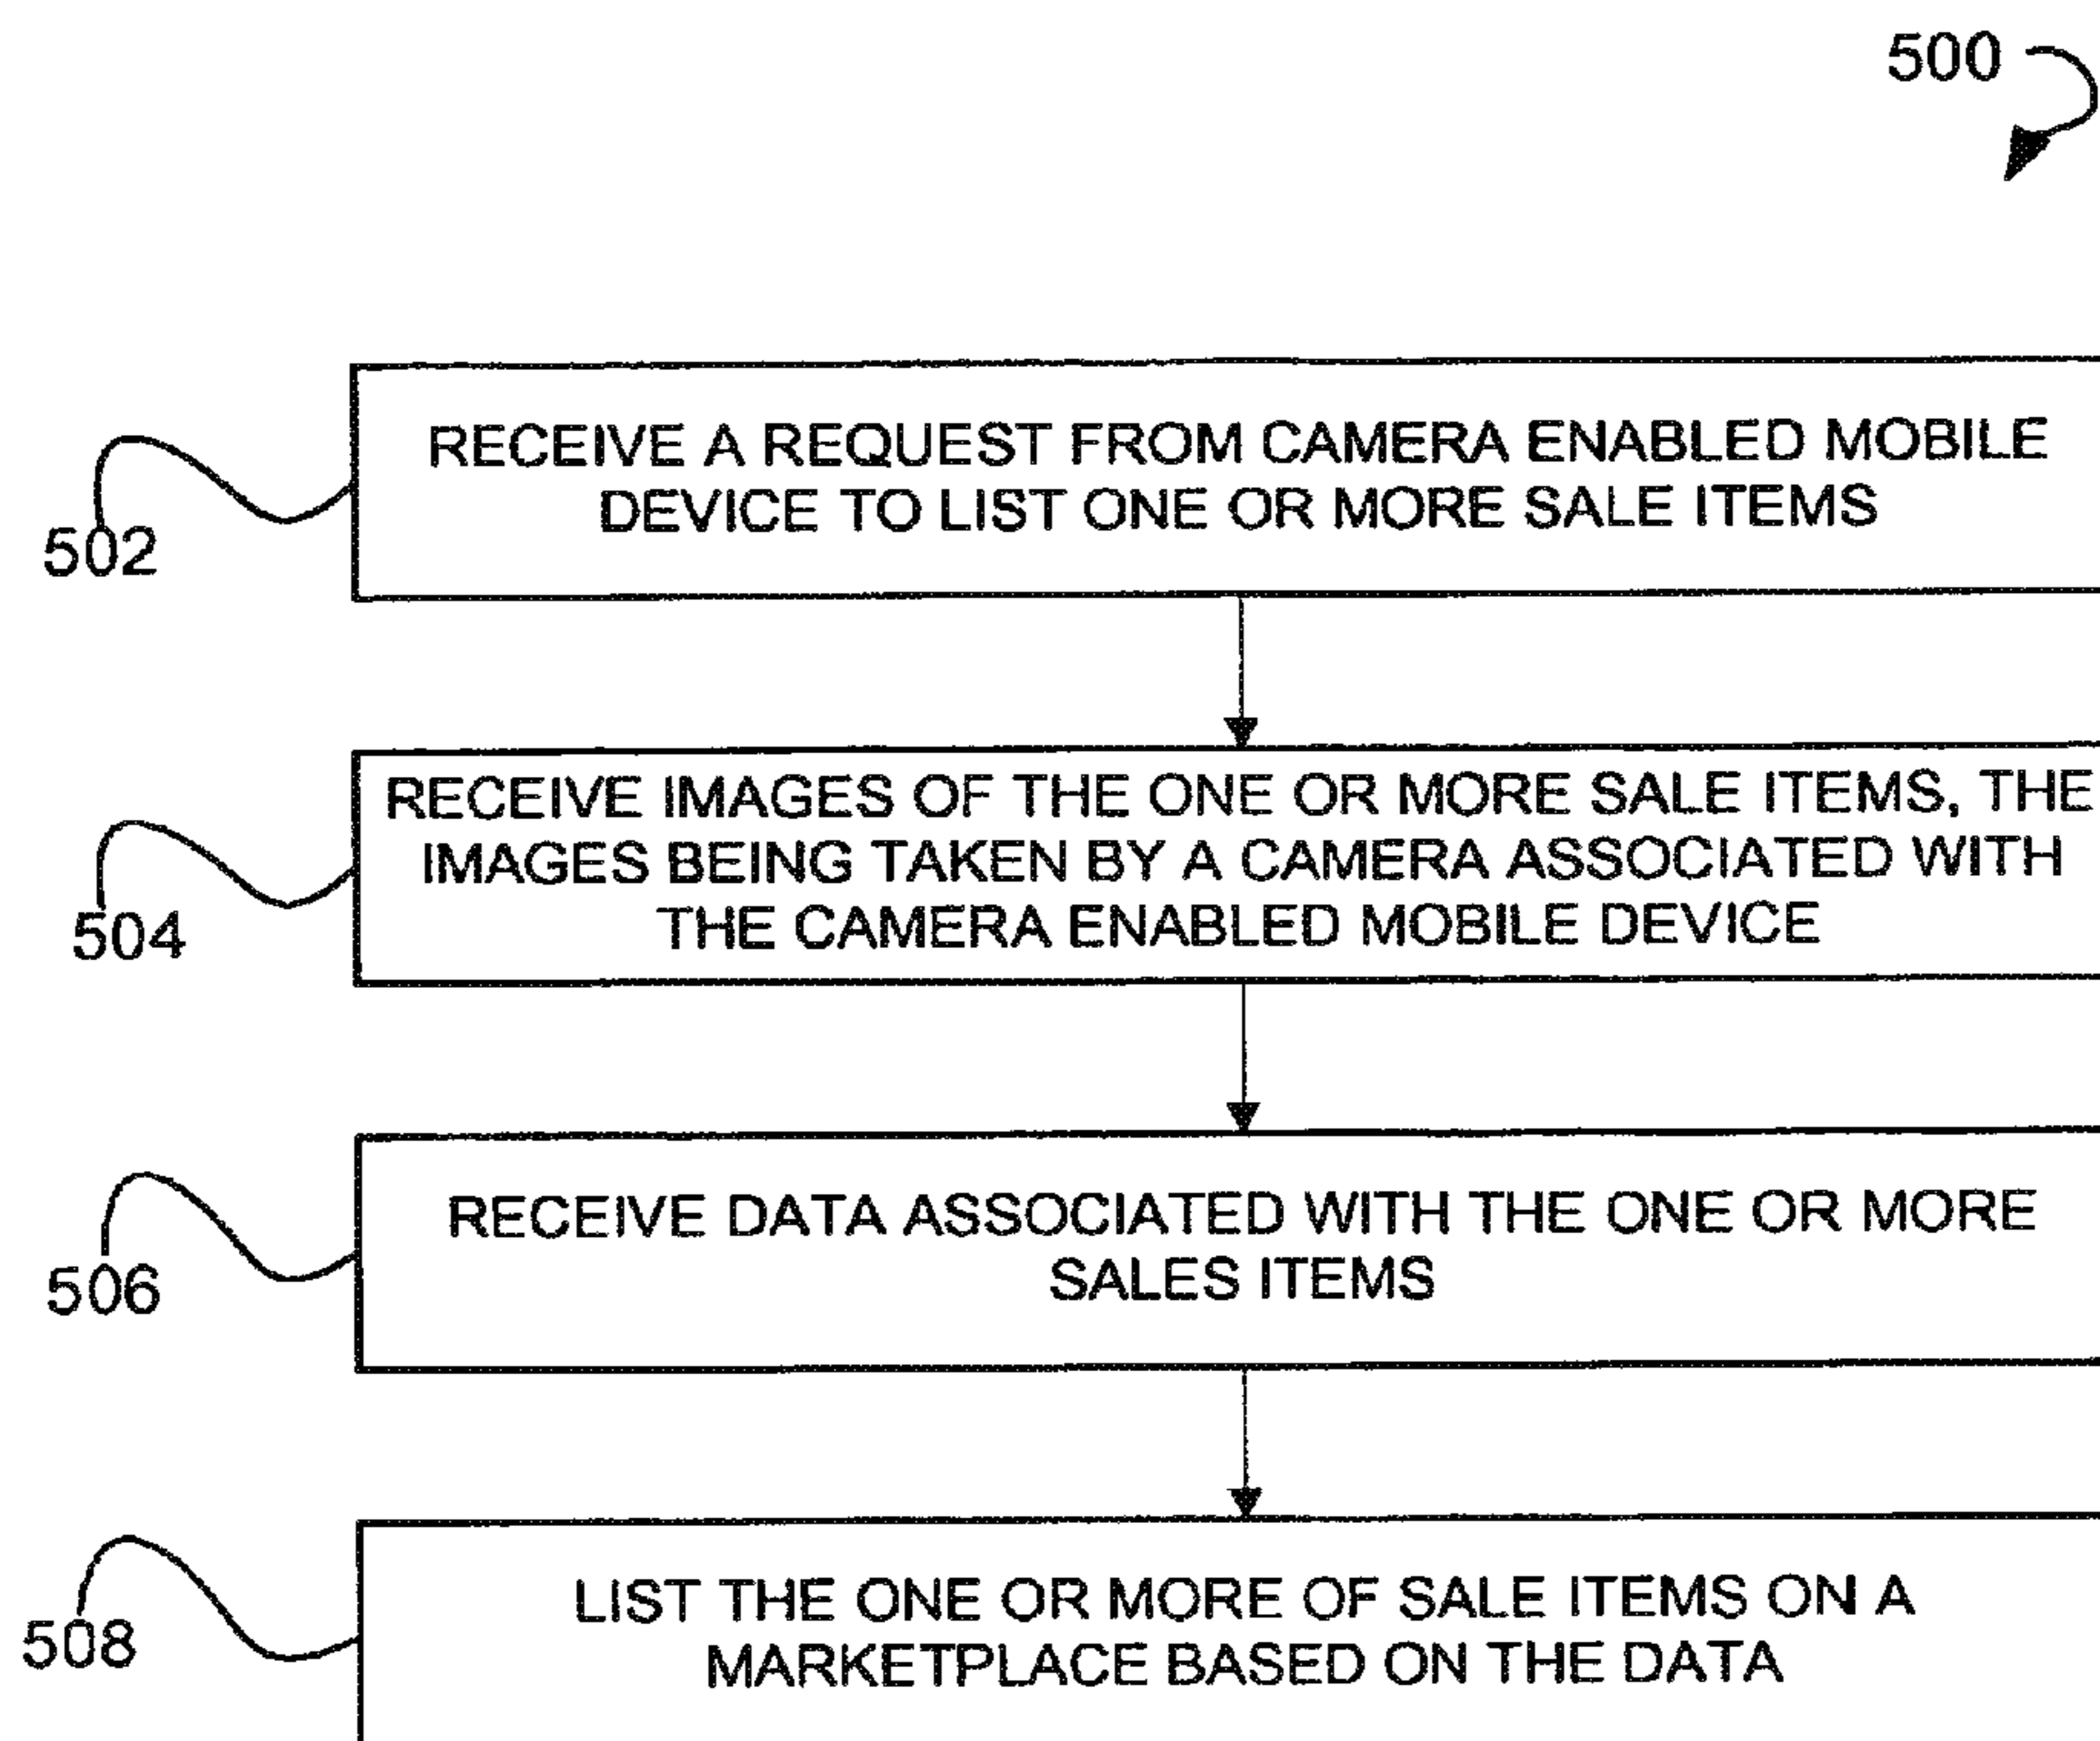 500
RECEIVE A REQUEST FROM CAMERA ENABLED MOBILE
DEVICE TO LIST ONE OR MORE SALE ITEMS
502
RECEIVE IMAGES OF THE ONE OR MORE SALE ITEMS, THE
IMAGES BEING TAKEN BY A CAMERA ASSOCIATED WITH
THE CAMERA ENABLED MOBILE DEVICE
504
RECEIVE DATA ASSOCIATED WITH THE ONE OR MORE
SALES ITEMS
506
LIST THE ONE OR MORE OF SALE ITEMS ON A
MARKETPLACE BASED ON THE DATA
508